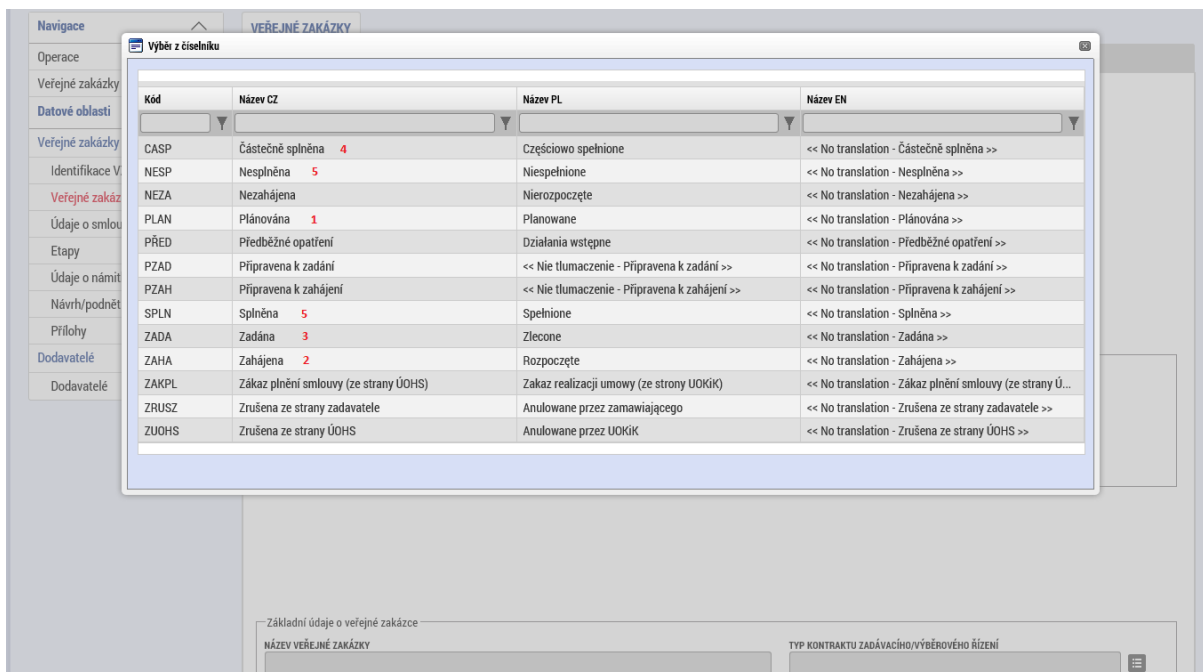 Navigace
VEŘEJNÉ ZAKÁZKY
Výběr z číselníku
Operace
Veřejné zakázky
Datové oblasti
Veřejné zakázky
Identifikace V
Veřejné zakáz
Údaje o smlou
Etapy
Údaje o námit
Návrh/podnět
Přílohy
Dodavatelé
Dodavatelé
Kód Název CZ Název PL Název EN
CASP Částečně splněna 4 Częściowo spełnione << No translation - Částečně splněna >>
NESP Nesplněna 5 Niespełnione << No translation - Nesplněna >>
NEZA Nezahájena Nierozpoczęte << No translation - Nezahájena >>
PLAN Plánována 1 Planowane << No translation - Plánována >>
PŘED Předběžné opatření Działania wstępne << No translation - Předběžné opatření >>
PZAD Připravena k zadání << Nie tlumaczenie - Připravena k zadání >> << No translation - Připravena k zadání >>
PZAH Připravena k zahájení << Nie tlumaczenie - Připravena k zahájení >> << No translation - Připravena k zahájení >>
SPLN Splněna 5 Spełnione << No translation - Splněna >>
ZADA Zadána 3 Zlecone << No translation - Zadána >>
ZAHA Zahájena 2 Rozpoczęte << No translation - Zahájena >>
ZAKPL Zákaz plnění smlouvy (ze strany ÚOHS) Zakaz realizacji umowy (ze strony UOKiK) << No translation - Zákaz plnění smlouvy (ze strany Ú...
ZRUSZ Zrušena ze strany zadavatele Anulowane przez zamawiającego << No translation - Zrušena ze strany zadavatele >>
ZUOHS Zrušena ze strany ÚOHS Anulowane przez UOKiK << No translation - Zrušena ze strany ÚOHS >>
Základní údaje o veřejné zakázce
NÁZEV VEŘEJNÉ ZAKÁZKY TYP KONTRAKTU ZADÁVACÍHO/VÝBĚROVÉHO ŘÍZENÍ